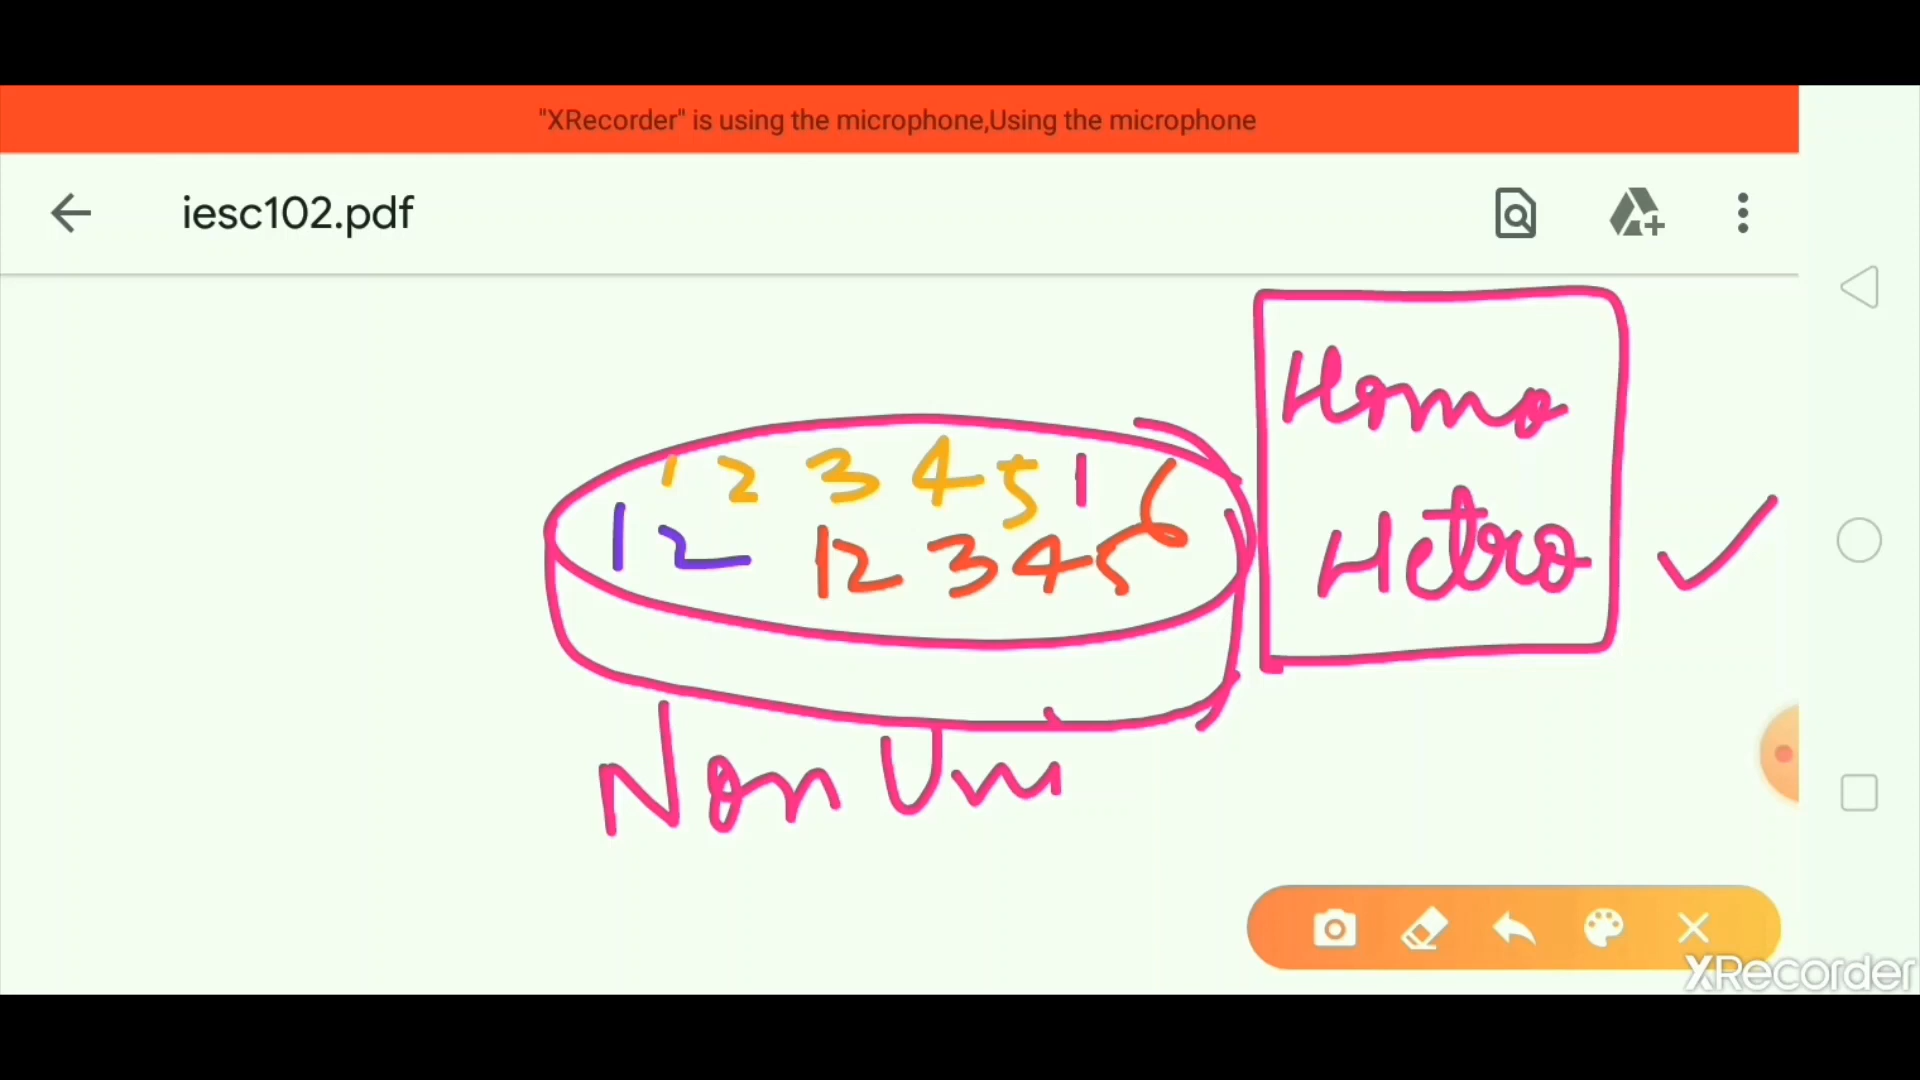 "XRecorder" is using the microphone,Using the microphone
iesc102.pdf
Homo
Hetro
1 2 3 4 5 1 6
1 2 12 3 4 5
Non Uni
XRecorder